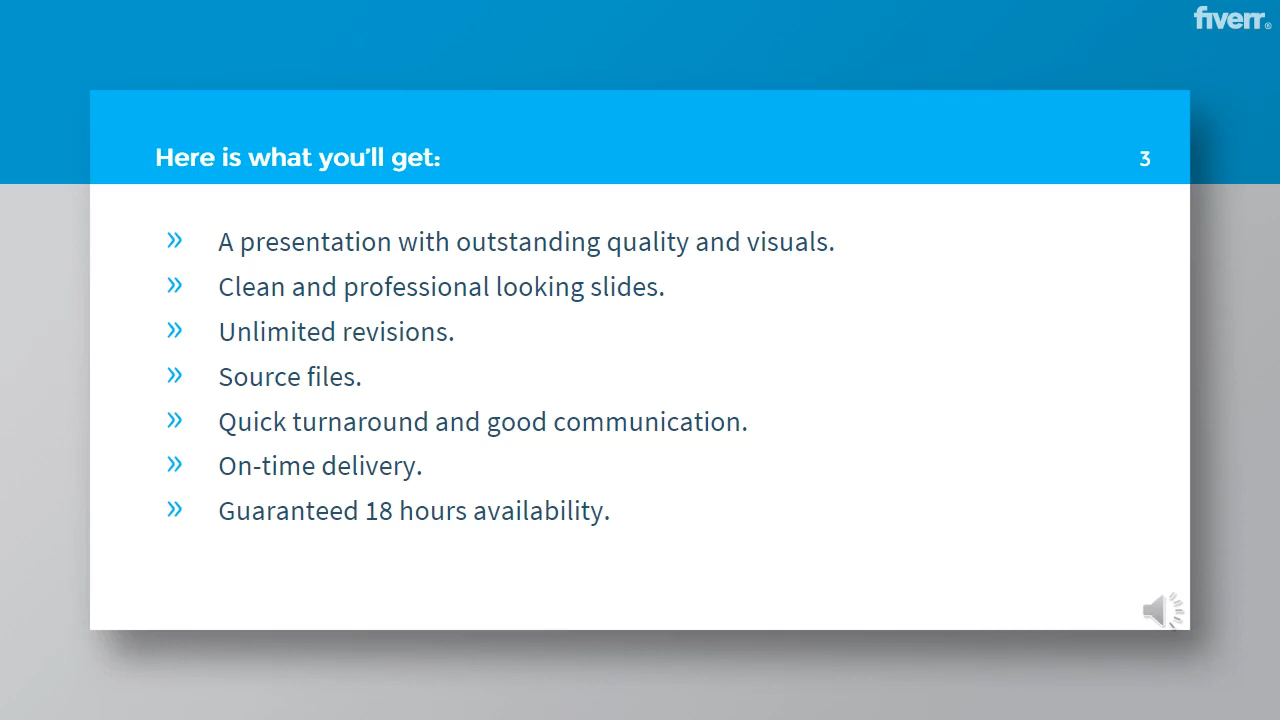 fiverr®
Here is what you'll get:
3
» A presentation with outstanding quality and visuals.
» Clean and professional looking slides.
» Unlimited revisions.
» Source files.
» Quick turnaround and good communication.
» On-time delivery.
» Guaranteed 18 hours availability.